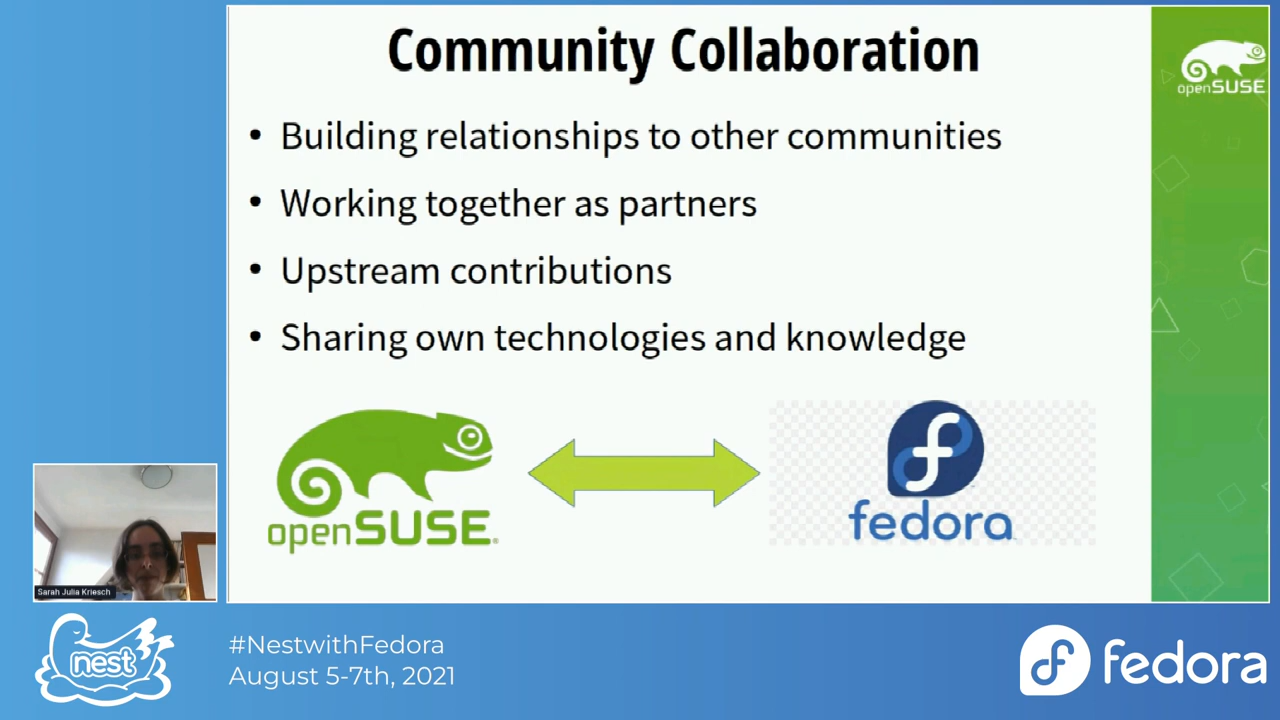 Community Collaboration
openSUSE
• Building relationships to other communities
• Working together as partners
• Upstream contributions
• Sharing own technologies and knowledge
openSUSE
fedora
Sarah Julia Kriesch
nest
#NestwithFedora
August 5-7th, 2021
fedora